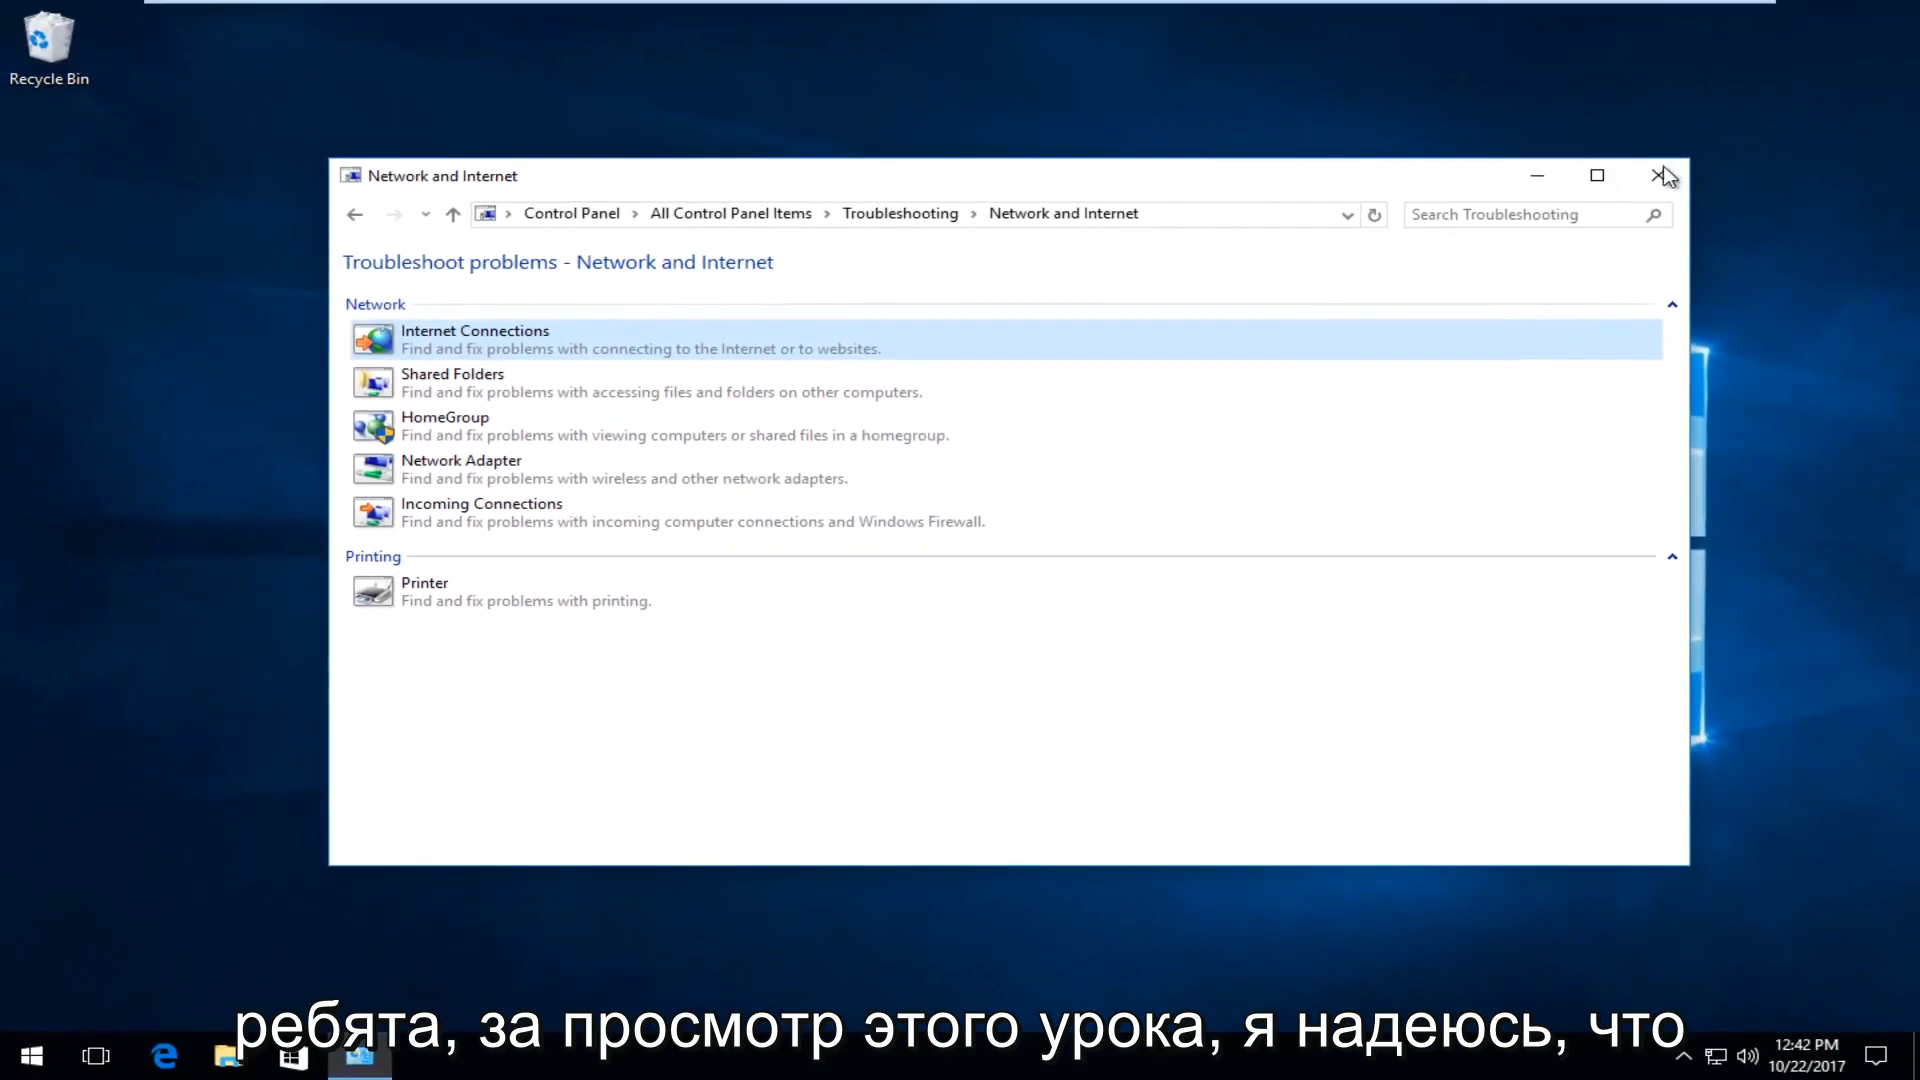 Recycle Bin
Network and Internet
Control Panel > All Control Panel Items > Troubleshooting > Network and Internet
Search Troubleshooting
Troubleshoot problems - Network and Internet
Network
Internet Connections
Find and fix problems with connecting to the Internet or to websites.
Shared Folders
Find and fix problems with accessing files and folders on other computers.
HomeGroup
Find and fix problems with viewing computers or shared files in a homegroup.
Network Adapter
Find and fix problems with wireless and other network adapters.
Incoming Connections
Find and fix problems with incoming computer connections and Windows Firewall.
Printing
Printer
Find and fix problems with printing.
ребята, за просмотр этого урока, я надеюсь, что
12:42 PM
10/22/2017